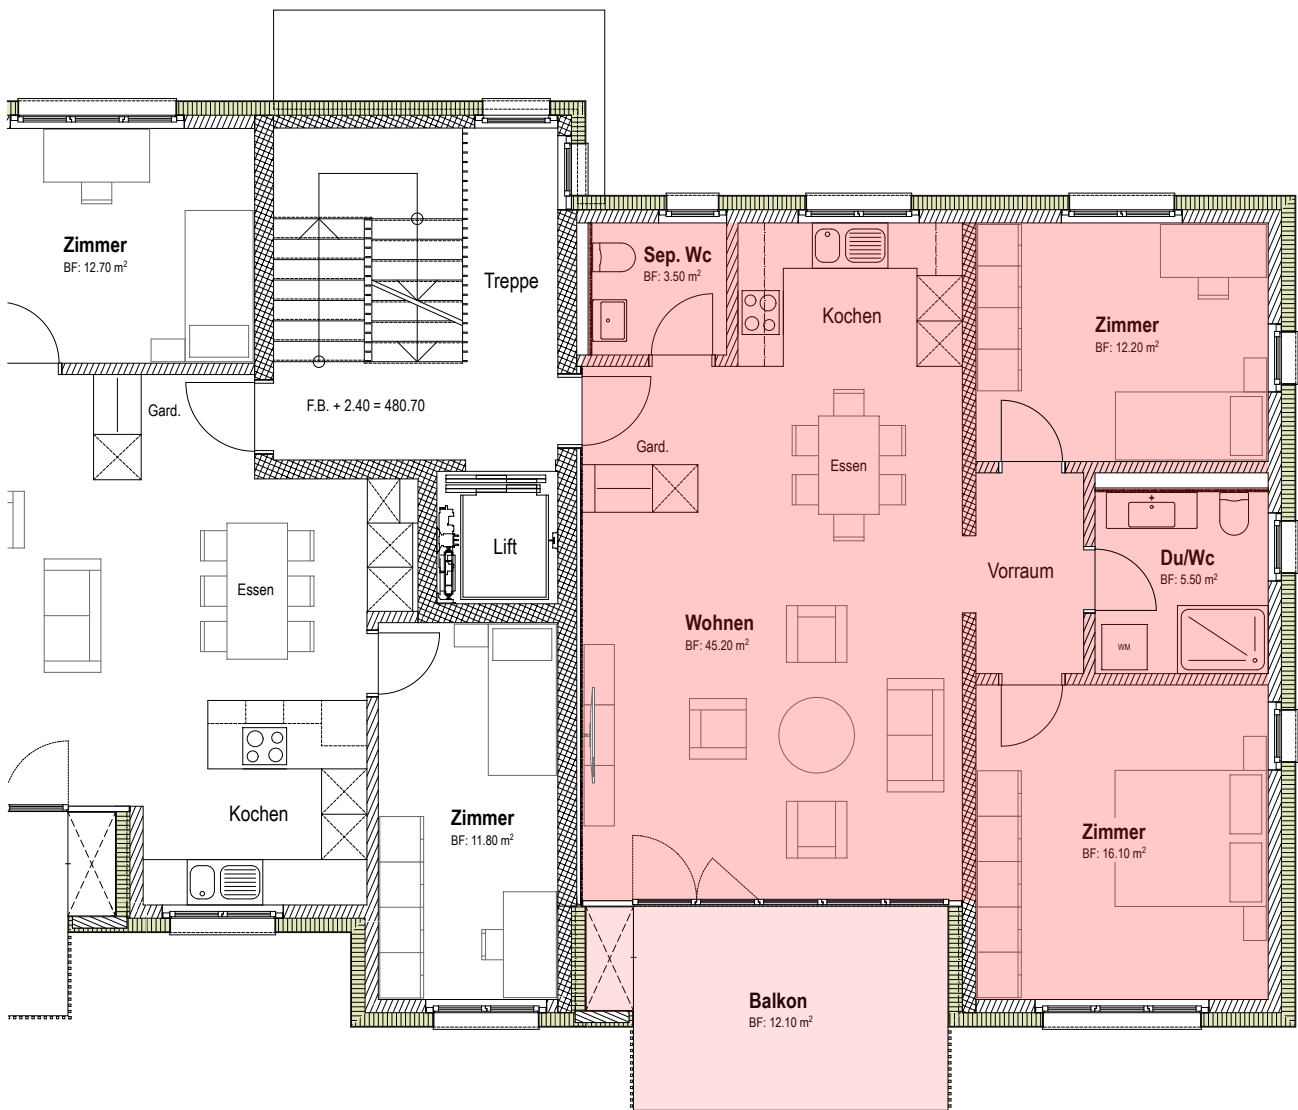 Zimmer
BF: 12.70 m²
Treppe
Sep. Wc
BF: 3.50 m²
Kochen
Zimmer
BF: 12.20 m²
Gard.
F.B. + 2.40 = 480.70
Gard.
Essen
Lift
Vorraum
Du/Wc
BF: 5.50 m²
Essen
Wohnen
BF: 45.20 m²
WM
Kochen
Zimmer
BF: 11.80 m²
Zimmer
BF: 16.10 m²
Balkon
BF: 12.10 m²